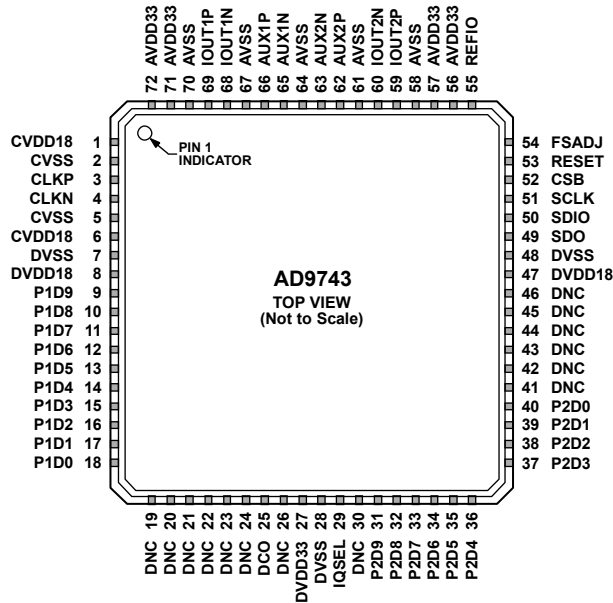 72 AVDD33
71 AVDD33
70 AVSS
69 IOUT1P
68 IOUT1N
67 AVSS
66 AUX1P
65 AUX1N
64 AVSS
63 AUX2N
62 AUX2P
61 AVSS
60 IOUT2N
59 IOUT2P
58 AVSS
57 AVDD33
56 AVDD33
55 REFIO
CVDD18 1
CVSS 2
CLKP 3
CLKN 4
CVSS 5
CVDD18 6
DVSS 7
DVDD18 8
P1D9 9
P1D8 10
P1D7 11
P1D6 12
P1D5 13
P1D4 14
P1D3 15
P1D2 16
P1D1 17
P1D0 18
PIN 1
INDICATOR
AD9743
TOP VIEW
(Not to Scale)
54 FSADJ
53 RESET
52 CSB
51 SCLK
50 SDIO
49 SDO
48 DVSS
47 DVDD18
46 DNC
45 DNC
44 DNC
43 DNC
42 DNC
41 DNC
40 P2D0
39 P2D1
38 P2D2
37 P2D3
DNC 19
DNC 20
DNC 21
DNC 22
DNC 23
DNC 24
DCO 25
DNC 26
DVDD33 27
DVSS 28
IQSEL 29
DNC 30
P2D9 31
P2D8 32
P2D7 33
P2D6 34
P2D5 35
P2D4 36